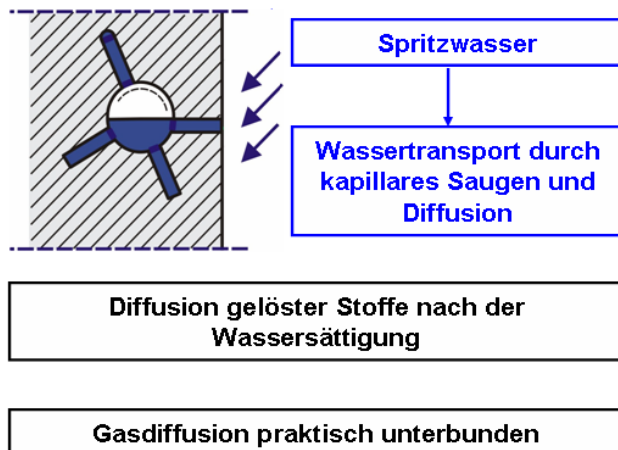 Spritzwasser
Wassertransport durch
kapillares Saugen und
Diffusion
Diffusion gelöster Stoffe nach der
Wassersättigung
Gasdiffusion praktisch unterbunden